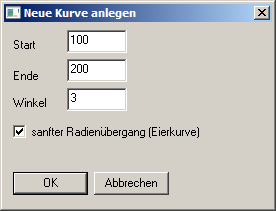 Neue Kurve anlegen
Start 100
Ende 200
Winkel 3
sanfter Radienübergang (Eierkurve)
OK Abbrechen